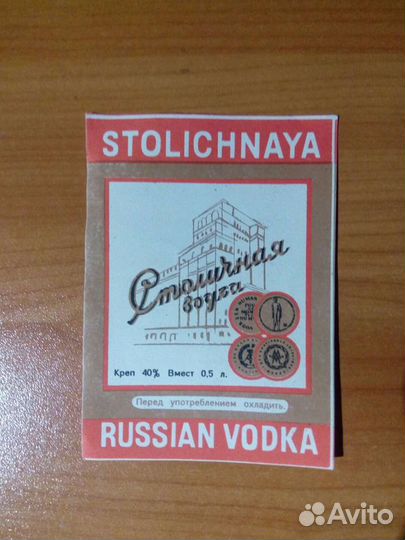 STOLICHNAYA
Столичная
водка
Креп 40% Вмест 0,5 л.
Перед употреблением охладить.
RUSSIAN VODKA
Avito